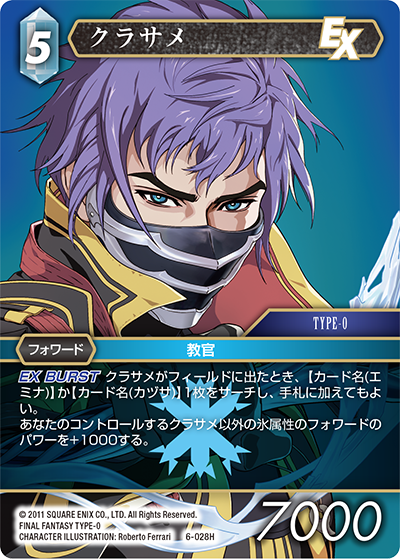 5
クラサメ
EX
TYPE-0
フォワード
教官
EX BURST クラサメがフィールドに出たとき、【カード名(エ
ミナ)】か【カード名(カヅサ)】1枚をサーチし、手札に加えてもよ
い。
あなたのコントロールするクラサメ以外の氷属性のフォワードの
パワーを+1000する。
© 2011 SQUARE ENIX CO., LTD. All Rights Reserved.
FINAL FANTASY TYPE-0
CHARACTER ILLUSTRATION: Roberto Ferrari
6-028H
7000